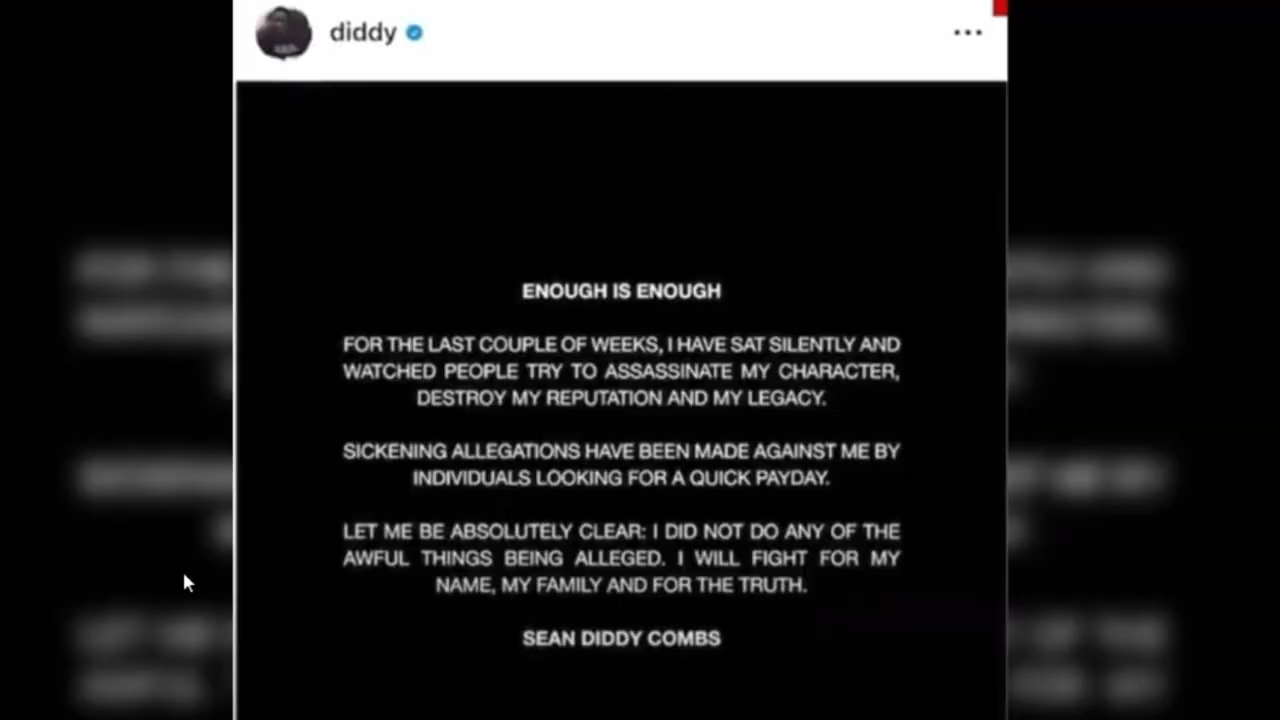 diddy
ENOUGH IS ENOUGH
FOR THE LAST COUPLE OF WEEKS, I HAVE SAT SILENTLY AND
WATCHED PEOPLE TRY TO ASSASSINATE MY CHARACTER,
DESTROY MY REPUTATION AND MY LEGACY.
SICKENING ALLEGATIONS HAVE BEEN MADE AGAINST ME BY
INDIVIDUALS LOOKING FOR A QUICK PAYDAY.
LET ME BE ABSOLUTELY CLEAR: I DID NOT DO ANY OF THE
AWFUL THINGS BEING ALLEGED. I WILL FIGHT FOR MY
NAME, MY FAMILY AND FOR THE TRUTH.
SEAN DIDDY COMBS